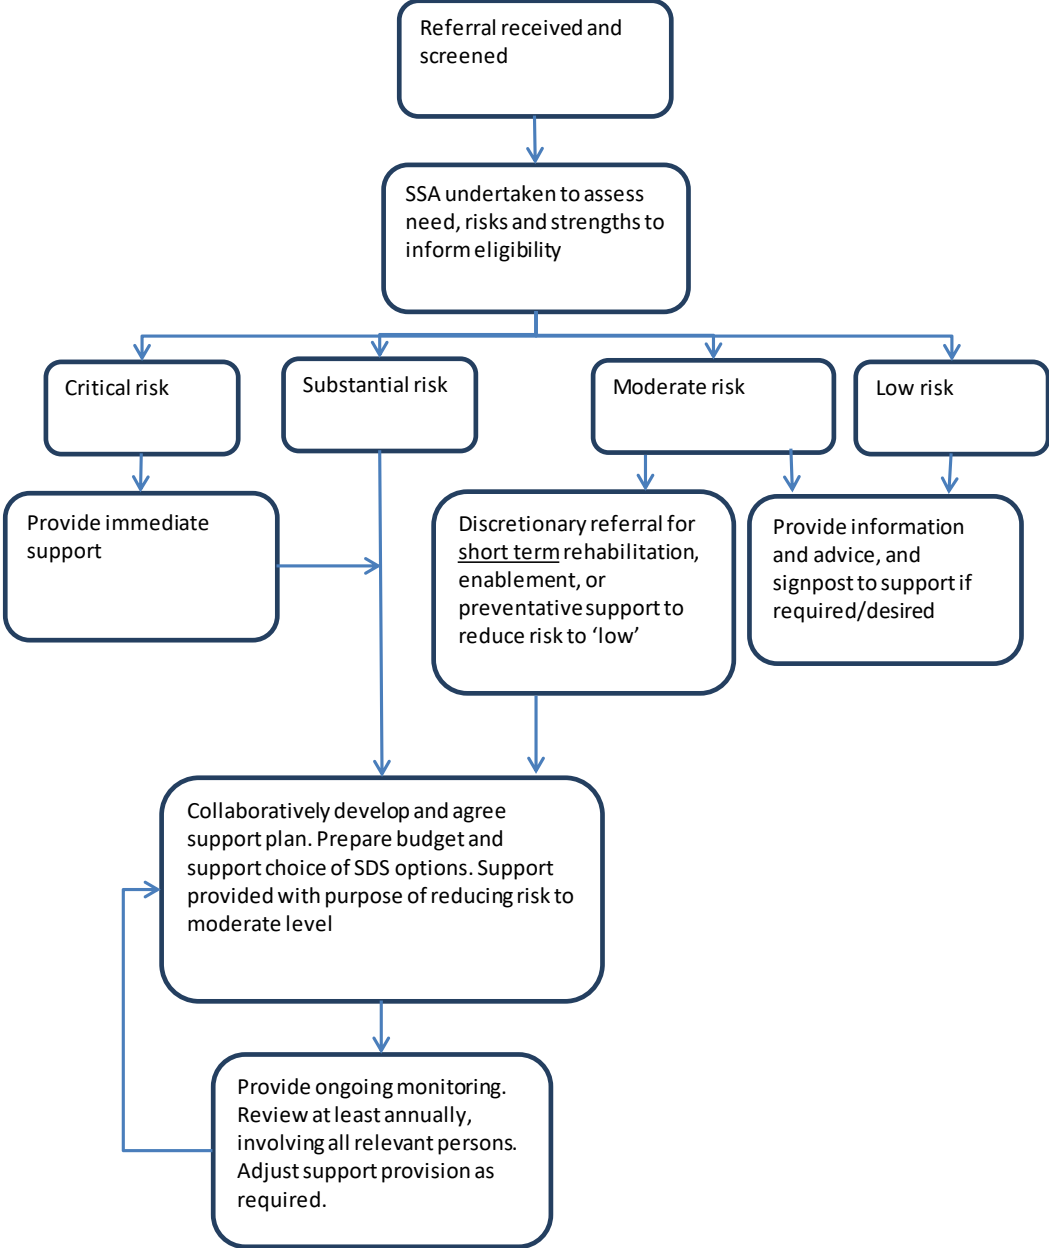 Referral received and
screened
SSA undertaken to assess
need, risks and strengths to
inform eligibility
Critical risk
Substantial risk
Moderate risk
Low risk
Provide immediate
support
Discretionary referral for
short term rehabilitation,
enablement, or
preventative support to
reduce risk to ‘low’
Provide information
and advice, and
signpost to support if
required/desired
Collaboratively develop and agree
support plan. Prepare budget and
support choice of SDS options. Support
provided with purpose of reducing risk to
moderate level
Provide ongoing monitoring.
Review at least annually,
involving all relevant persons.
Adjust support provision as
required.